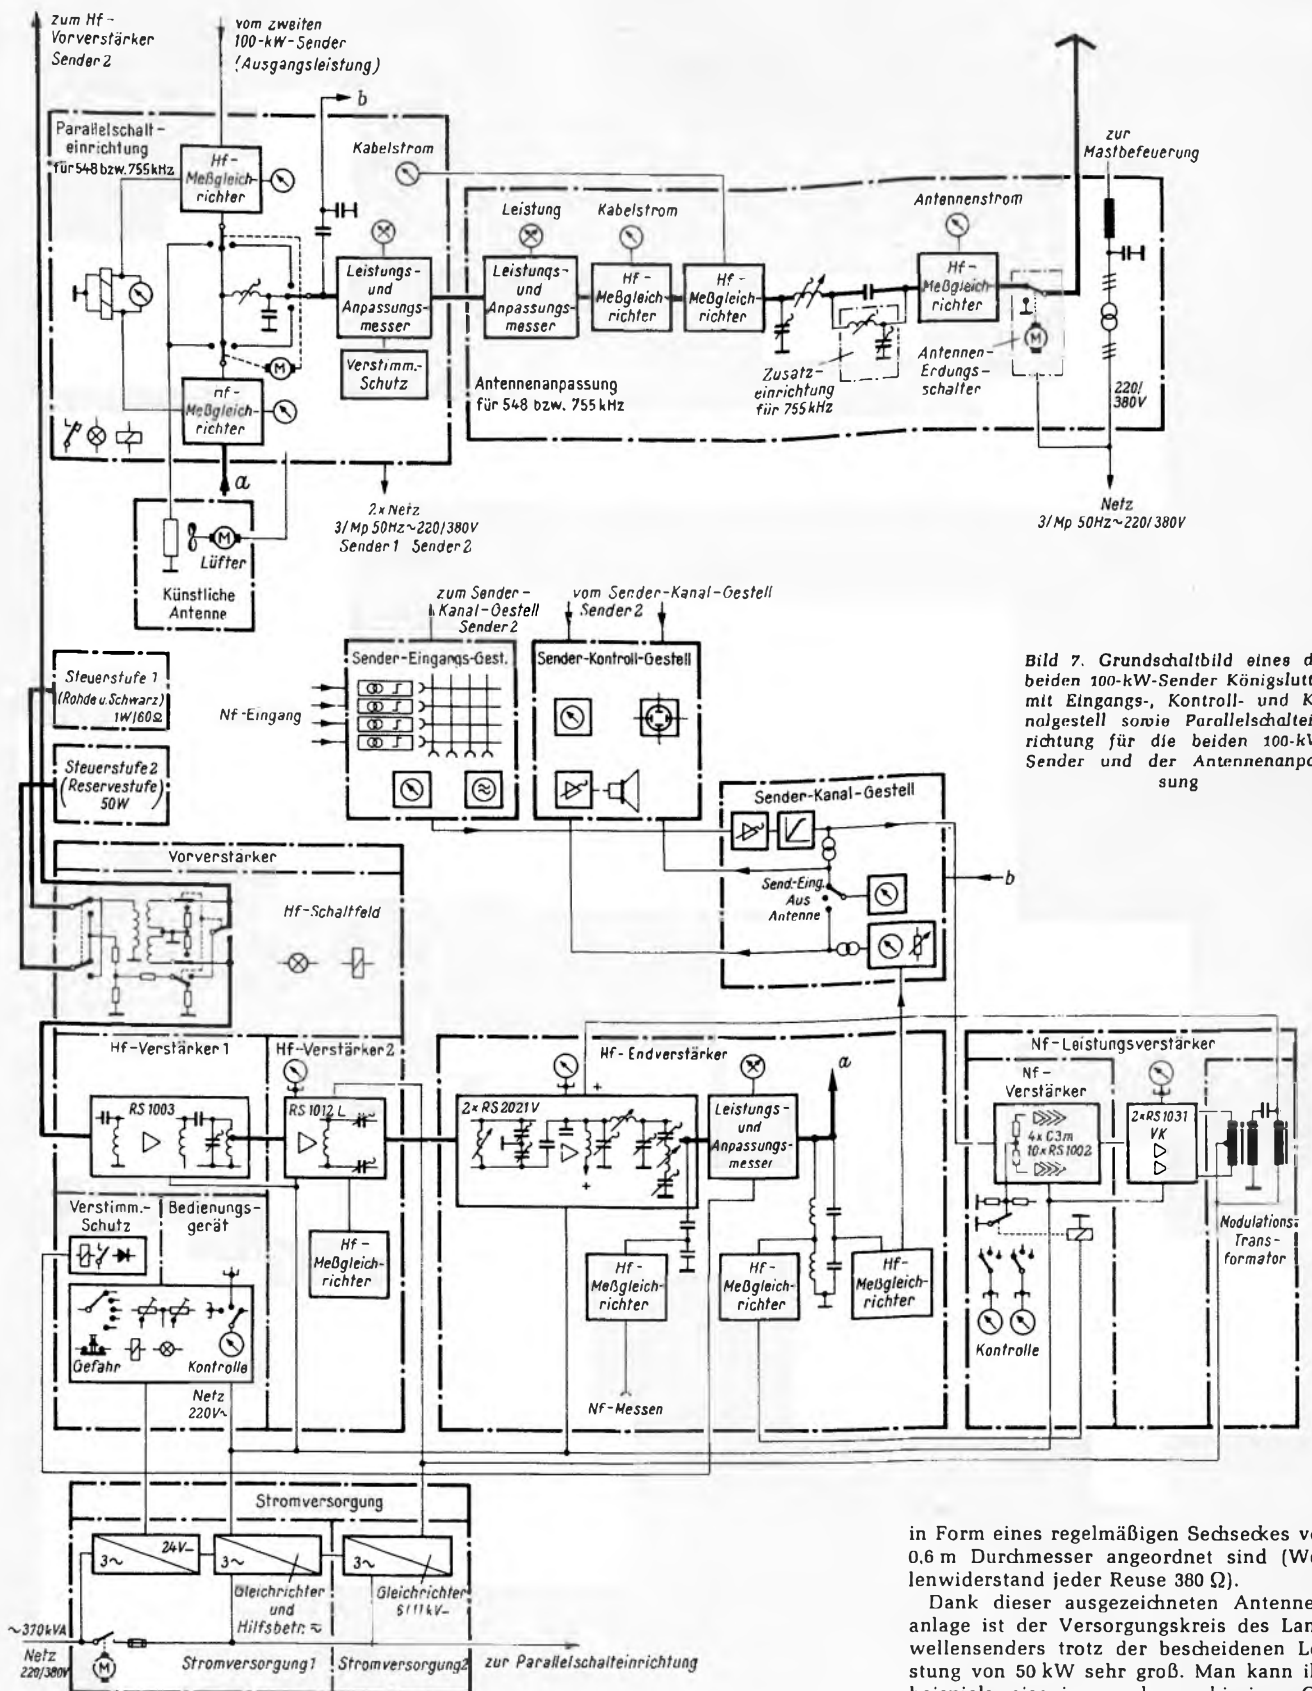 zum Hf-
Vorverstärker
Sender 2
vom zweiten
100-kW-Sender
(Ausgangsleistung)
b
Parallelschalt-
einrichtung
für 548 bzw. 755 kHz
Hf-
Meßgleich-
richter
Kabelstrom
Leistungs-
und
Anpassungs-
messer
Verstimm.-
Schutz
M
Hf-
Meßgleich-
richter
a
M
Lüfter
Künstliche
Antenne
2x Netz
3/Mp 50Hz~220/380V
Sender 1 Sender 2
Leistung
Kabelstrom
Leistungs-
und
Anpassungs-
messer
Hf-
Meßgleich-
richter
Hf-
Meßgleich-
richter
Antennenanpassung
für 548 bzw. 755 kHz
Zusatz-
einrichtung
für 755 kHz
Antennenstrom
Hf-
Meßgleich-
richter
M
Antennen-
Erdungs-
schalter
zur
Mastbefeuerung
220/
380V
Netz
3/Mp 50Hz~220/380V
zum Sender-
Kanal-Gestell
Sender 2
vom Sender-Kanal-Gestell
Sender 2
Sender-Eingangs-Gest.
Sender-Kontroll-Gestell
Nf-Eingang
Bild 7. Grundschaltbild eines d
beiden 100-kW-Sender Königslutt
mit Eingangs-, Kontroll- und K
nalgestell sowie Parallelschaltei
richtung für die beiden 100-kW
Sender und der Antennenanpa
sung
Steuerstufe 1
(Rohde u. Schwarz)
1W/60Ω
Steuerstufe 2
(Reservestufe)
50W
Sender-Kanal-Gestell
Send.-Eing.
Aus
Antenne
b
Vorverstärker
Hf-Schaltfeld
Hf-Verstärker 1
Hf-Verstärker 2
RS 1003
RS 1012 L
Hf-
Meßgleich-
richter
Verstimm.-
Schutz
Bedienungs-
gerät
Gefahr
Kontrolle
Netz
220V~
Hf-Endverstärker
2x RS 2021 V
+
+
Leistungs-
und
Anpassungs-
messer
a
Hf-
Meßgleich-
richter
Hf-
Meßgleich-
richter
Hf-
Meßgleich-
richter
Nf-Messen
Nf-Leistungsverstärker
Nf-
Verstärker
4x C3m
10x RS 1002
2x RS 1031
VK
Kontrolle
Modulations-
Trans-
formator
Stromversorgung
3~
24V–
3~
3~
Gleichrichter
und
Hilfsbetr. ≂
Gleichrichter
6/11 kV–
~370kVA
Netz
220/380V
M
Stromversorgung 1
Stromversorgung 2
zur Parallelschalteinrichtung
in Form eines regelmäßigen Sechseckes v
0,6 m Durchmesser angeordnet sind (We
lenwiderstand jeder Reuse 380 Ω).
Dank dieser ausgezeichneten Antenne
anlage ist der Versorgungskreis des Lan
wellensenders trotz der bescheidenen Le
stung von 50 kW sehr groß. Man kann ih